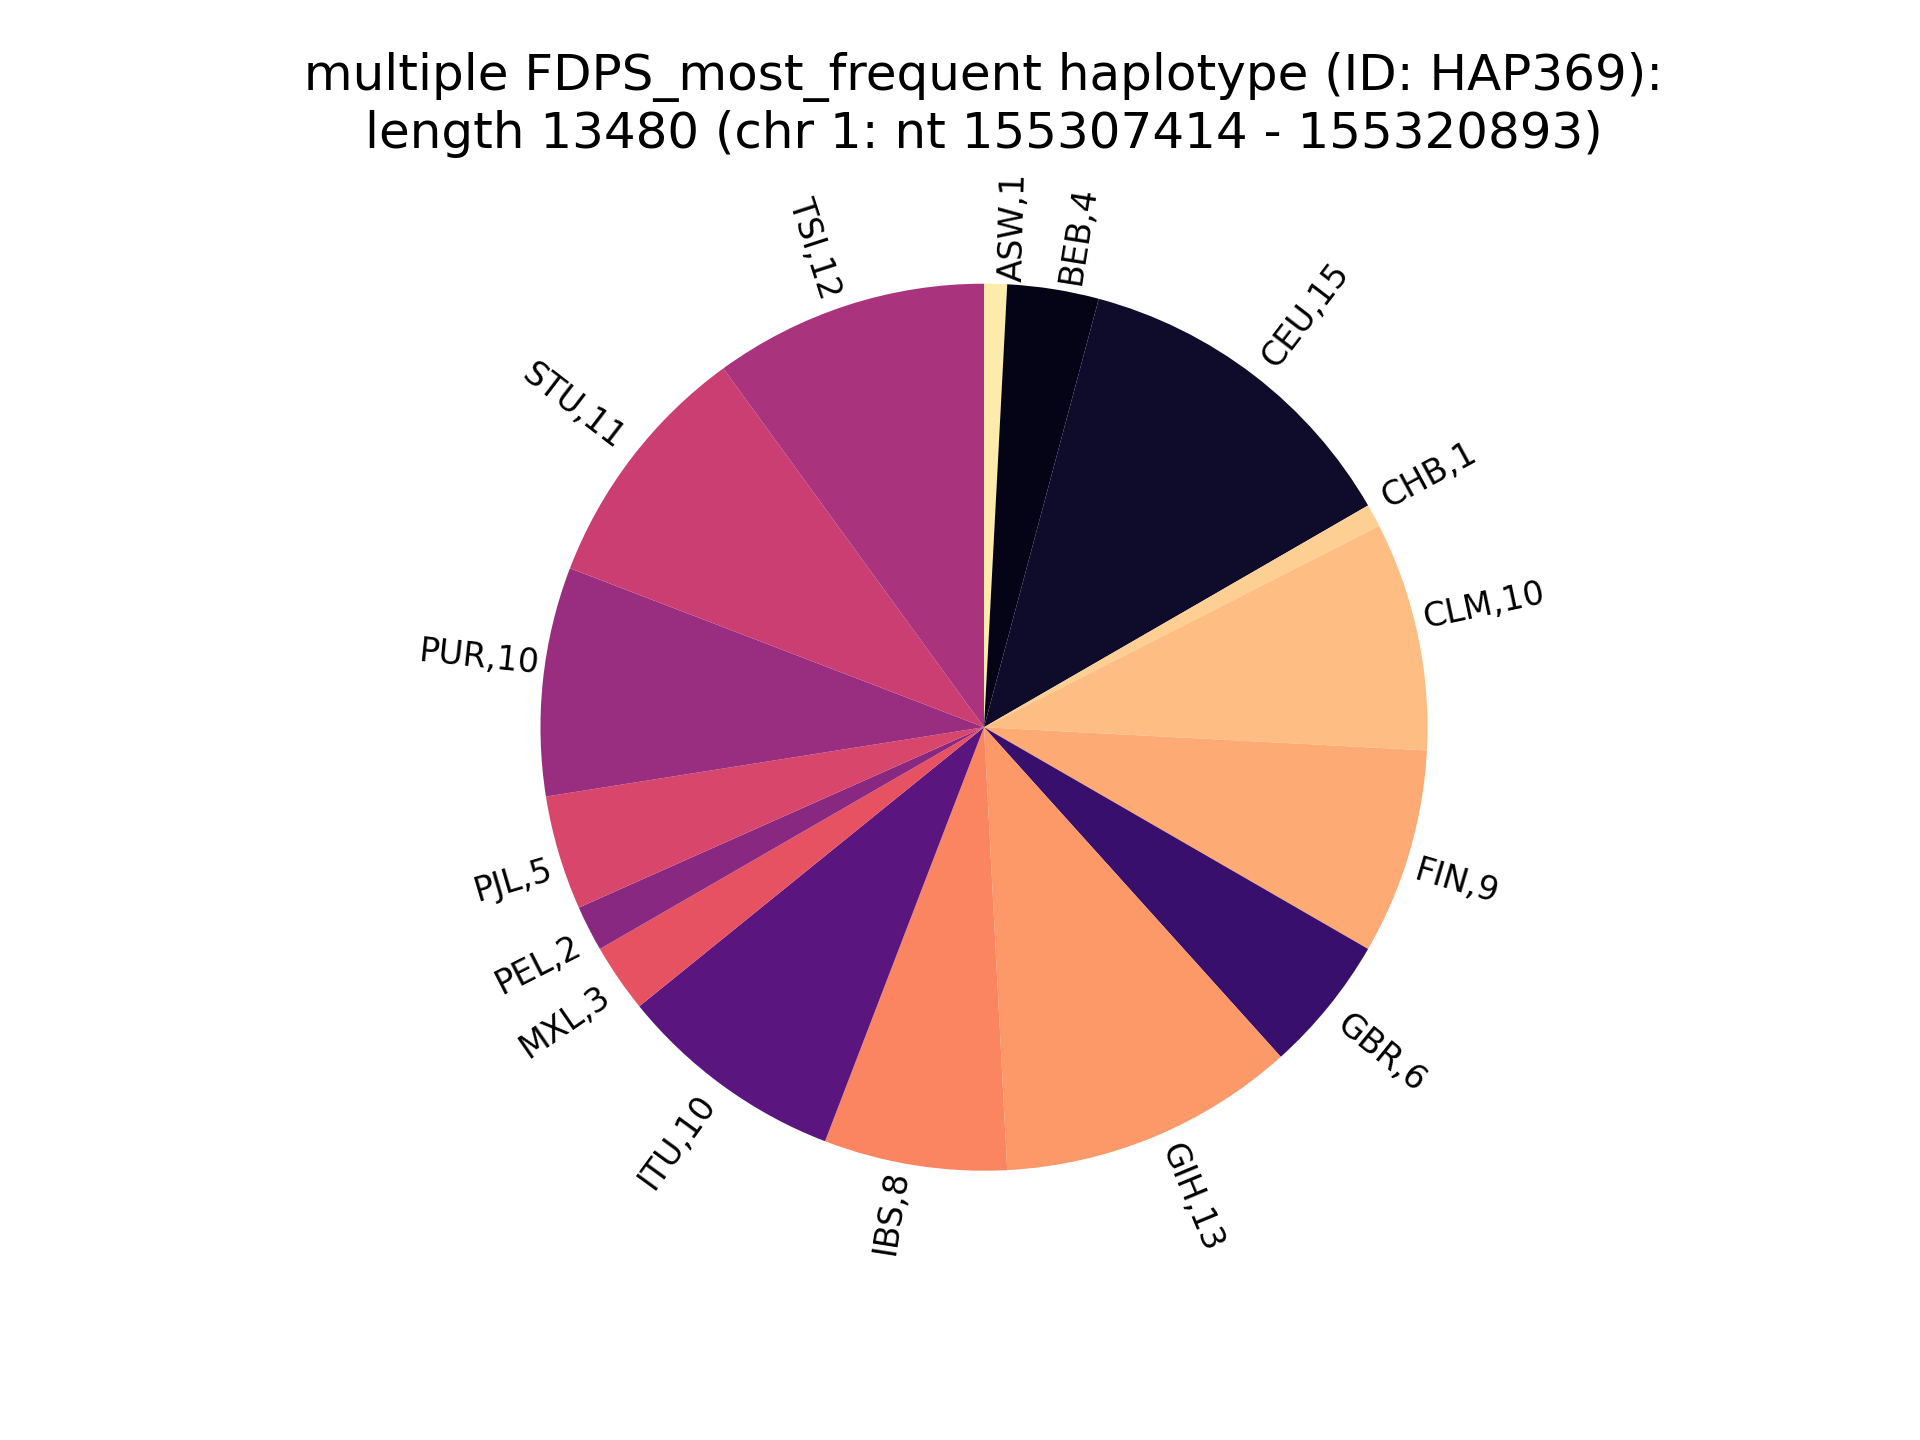 multiple FDPS_most_frequent haplotype (ID: HAP369):
length 13480 (chr 1: nt 155307414 - 155320893)
ASW,1
BEB,4
CEU,15
CHB,1
CLM,10
FIN,9
GBR,6
GIH,13
IBS,8
ITU,10
MXL,3
PEL,2
PJL,5
PUR,10
STU,11
TSI,12